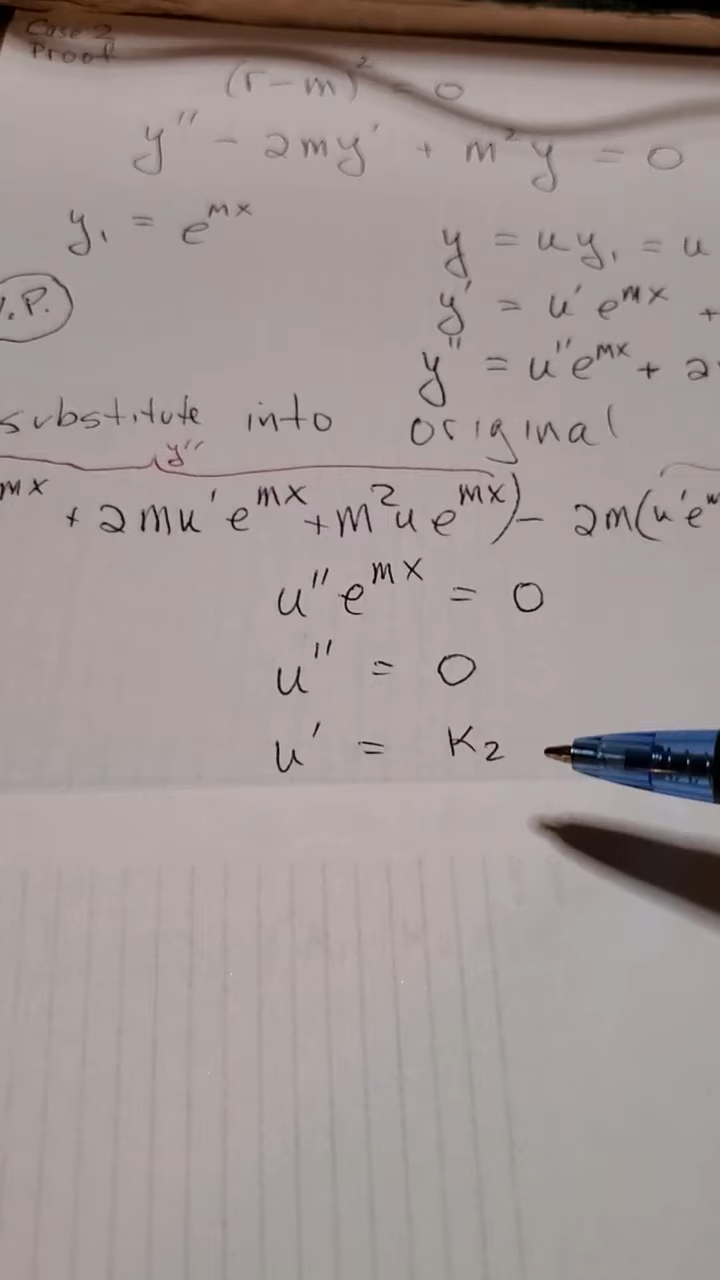 Case 2
Proof
(r-m)² = 0
y'' - 2my' + m²y = 0
y₁ = e^{mx}
y = uy₁ = u
.P.
y' = u'e^{mx} +
y'' = u''e^{mx} + 2
substitute into original
y''
mx + 2mu'e^{mx} + m²ue^{mx}) - 2m(u'e
u''e^{mx} = 0
u'' = 0
u' = K₂